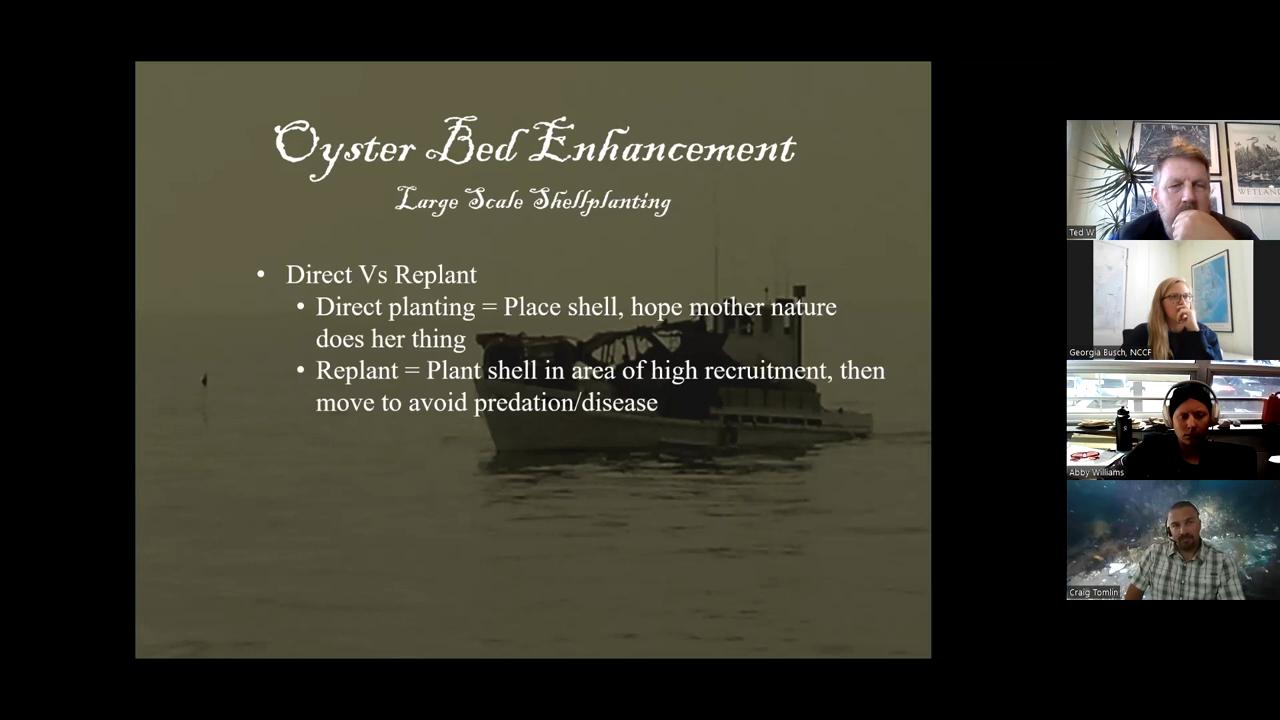 Oyster Bed Enhancement
Large Scale Shellplanting
• Direct Vs Replant
• Direct planting = Place shell, hope mother nature
does her thing
• Replant = Plant shell in area of high recruitment, then
move to avoid predation/disease
WETLAN
Ted W
Georgia Busch, NCCF
Abby Williams
Craig Tomlin